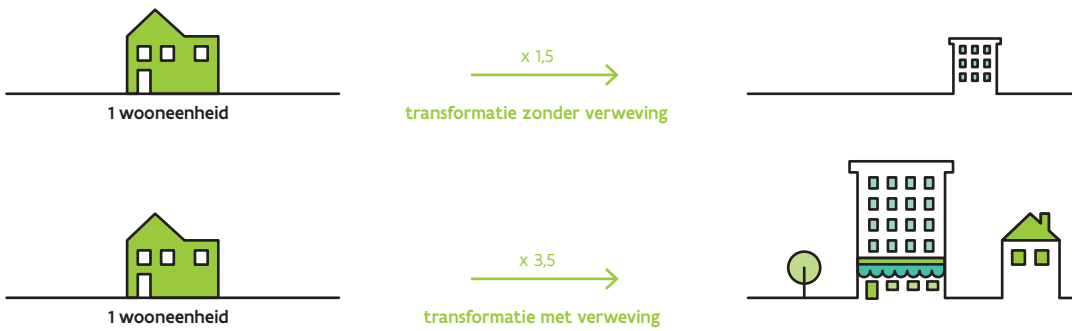 x 1,5
1 wooneenheid
transformatie zonder verweving
x 3,5
1 wooneenheid
transformatie met verweving